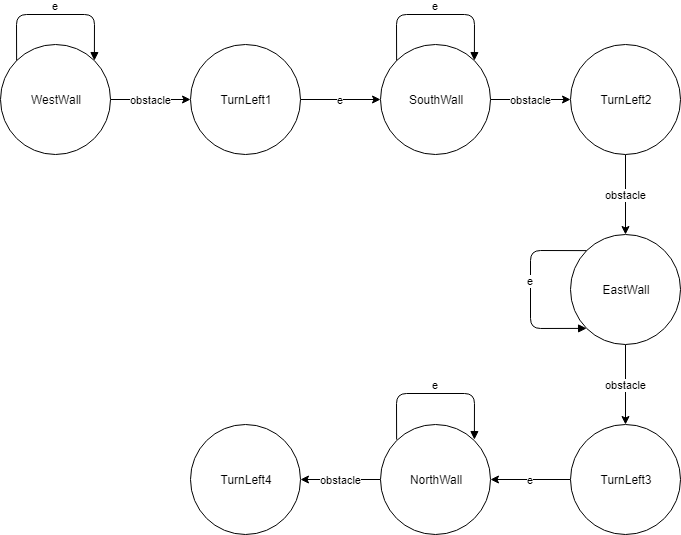 e
e
WestWall
obstacle
TurnLeft1
e
SouthWall
obstacle
TurnLeft2
obstacle
e
EastWall
obstacle
e
TurnLeft4
obstacle
NorthWall
e
TurnLeft3